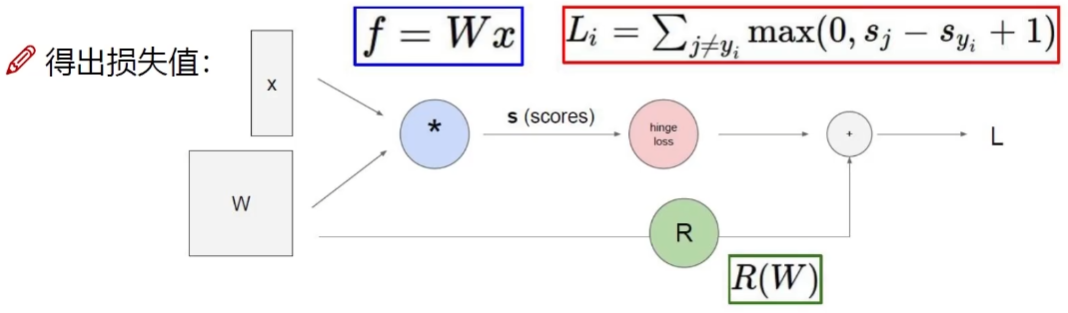 f = Wx
L_i = \sum_{j \neq y_i} \max(0, s_j - s_{y_i} + 1)
得出损失值：
x
*
s (scores)
hinge
loss
+
L
W
R
R(W)